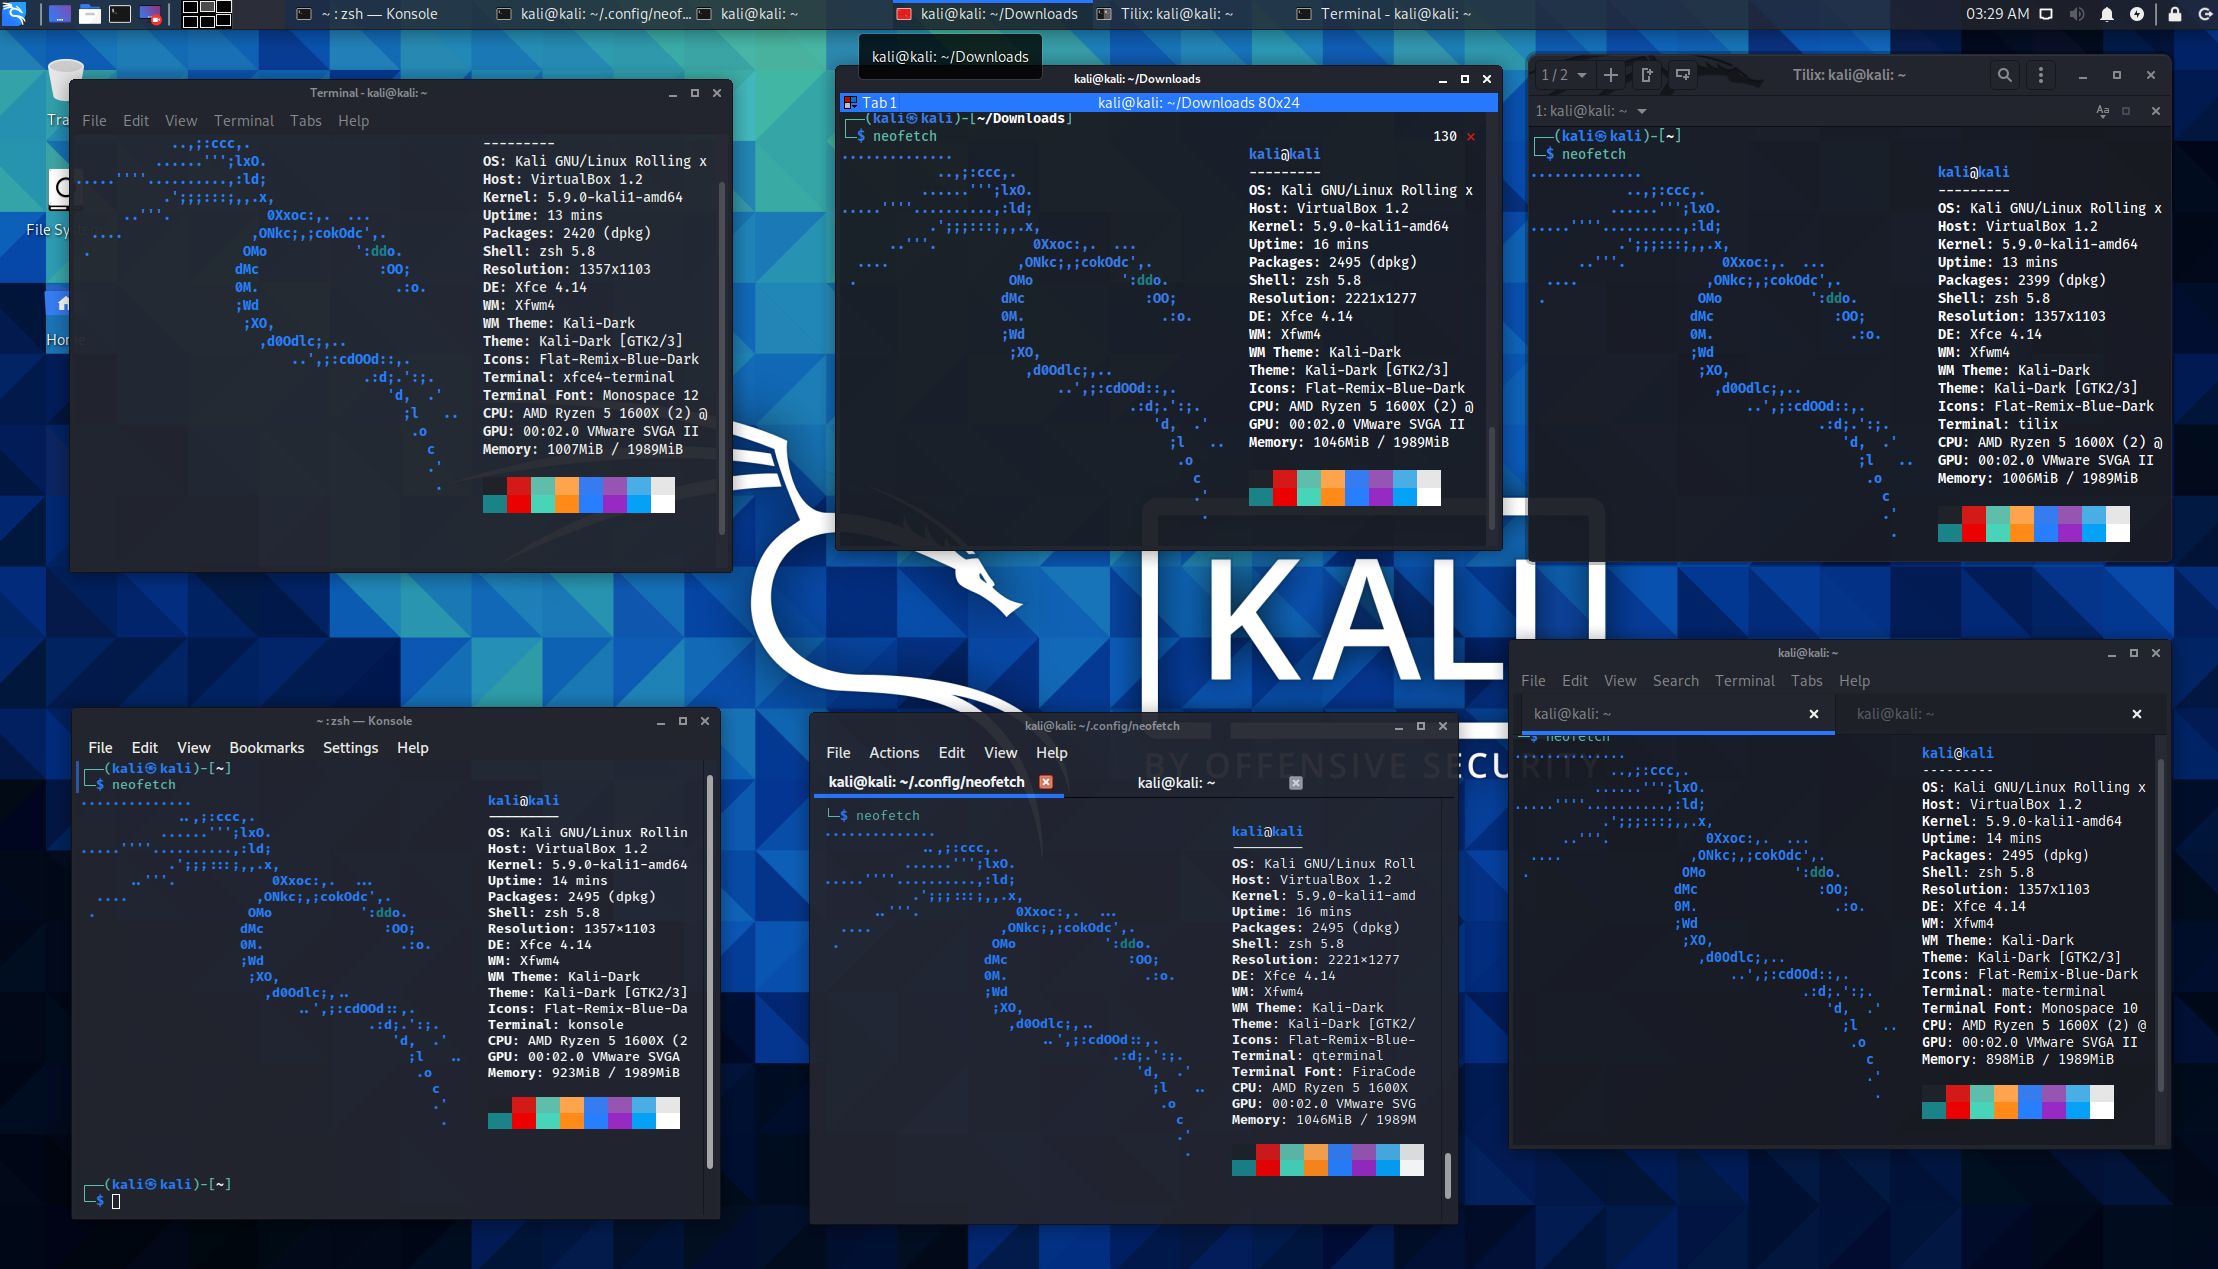 ~ : zsh — Konsole
kali@kali: ~/.config/neof...
kali@kali: ~
kali@kali: ~/Downloads
Tilix: kali@kali: ~
Terminal - kali@kali: ~
03:29 AM
kali@kali: ~/Downloads
Terminal - kali@kali: ~
File Edit View Terminal Tabs Help
---------
OS: Kali GNU/Linux Rolling x
Host: VirtualBox 1.2
Kernel: 5.9.0-kali1-amd64
Uptime: 13 mins
Packages: 2420 (dpkg)
Shell: zsh 5.8
Resolution: 1357x1103
DE: Xfce 4.14
WM: Xfwm4
WM Theme: Kali-Dark
Theme: Kali-Dark [GTK2/3]
Icons: Flat-Remix-Blue-Dark
Terminal: xfce4-terminal
Terminal Font: Monospace 12
CPU: AMD Ryzen 5 1600X (2) @
GPU: 00:02.0 VMware SVGA II
Memory: 1007MiB / 1989MiB
kali@kali: ~/Downloads
Tab 1
kali@kali: ~/Downloads 80x24
┌──(kali㉿kali)-[~/Downloads]
└─$ neofetch
130 ⨯
kali@kali
---------
OS: Kali GNU/Linux Rolling x
Host: VirtualBox 1.2
Kernel: 5.9.0-kali1-amd64
Uptime: 16 mins
Packages: 2495 (dpkg)
Shell: zsh 5.8
Resolution: 2221x1277
DE: Xfce 4.14
WM: Xfwm4
WM Theme: Kali-Dark
Theme: Kali-Dark [GTK2/3]
Icons: Flat-Remix-Blue-Dark
CPU: AMD Ryzen 5 1600X (2) @
GPU: 00:02.0 VMware SVGA II
Memory: 1046MiB / 1989MiB
1 / 2
Tilix: kali@kali: ~
1: kali@kali: ~
┌──(kali㉿kali)-[~]
└─$ neofetch
kali@kali
---------
OS: Kali GNU/Linux Rolling x
Host: VirtualBox 1.2
Kernel: 5.9.0-kali1-amd64
Uptime: 13 mins
Packages: 2399 (dpkg)
Shell: zsh 5.8
Resolution: 1357x1103
DE: Xfce 4.14
WM: Xfwm4
WM Theme: Kali-Dark
Theme: Kali-Dark [GTK2/3]
Icons: Flat-Remix-Blue-Dark
Terminal: tilix
CPU: AMD Ryzen 5 1600X (2) @
GPU: 00:02.0 VMware SVGA II
Memory: 1006MiB / 1989MiB
KALI
BY OFFENSIVE SECURITY
~ : zsh — Konsole
File Edit View Bookmarks Settings Help
┌──(kali㉿kali)-[~]
└─$ neofetch
kali@kali
---------
OS: Kali GNU/Linux Rollin
Host: VirtualBox 1.2
Kernel: 5.9.0-kali1-amd64
Uptime: 14 mins
Packages: 2495 (dpkg)
Shell: zsh 5.8
Resolution: 1357×1103
DE: Xfce 4.14
WM: Xfwm4
WM Theme: Kali-Dark
Theme: Kali-Dark [GTK2/3]
Icons: Flat-Remix-Blue-Da
Terminal: konsole
CPU: AMD Ryzen 5 1600X (2
GPU: 00:02.0 VMware SVGA
Memory: 923MiB / 1989MiB
┌──(kali㉿kali)-[~]
└─$
kali@kali: ~/.config/neofetch
File Actions Edit View Help
kali@kali: ~/.config/neofetch
kali@kali: ~
└─$ neofetch
kali@kali
---------
OS: Kali GNU/Linux Roll
Host: VirtualBox 1.2
Kernel: 5.9.0-kali1-amd
Uptime: 16 mins
Packages: 2495 (dpkg)
Shell: zsh 5.8
Resolution: 2221×1277
DE: Xfce 4.14
WM: Xfwm4
WM Theme: Kali-Dark
Theme: Kali-Dark [GTK2/
Icons: Flat-Remix-Blue-
Terminal: qterminal
Terminal Font: FiraCode
CPU: AMD Ryzen 5 1600X
GPU: 00:02.0 VMware SVG
Memory: 1046MiB / 1989M
kali@kali: ~
File Edit View Search Terminal Tabs Help
kali@kali: ~
kali@kali: ~
└─$ neofetch
kali@kali
---------
OS: Kali GNU/Linux Rolling x
Host: VirtualBox 1.2
Kernel: 5.9.0-kali1-amd64
Uptime: 14 mins
Packages: 2495 (dpkg)
Shell: zsh 5.8
Resolution: 1357x1103
DE: Xfce 4.14
WM: Xfwm4
WM Theme: Kali-Dark
Theme: Kali-Dark [GTK2/3]
Icons: Flat-Remix-Blue-Dark
Terminal: mate-terminal
Terminal Font: Monospace 10
CPU: AMD Ryzen 5 1600X (2) @
GPU: 00:02.0 VMware SVGA II
Memory: 898MiB / 1989MiB